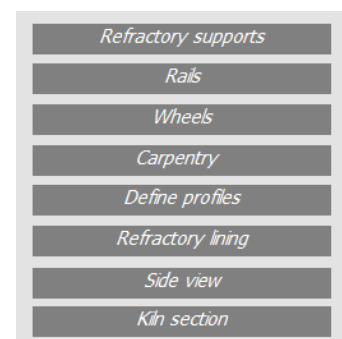 Refractory supports
Rails
Wheels
Carpentry
Define profiles
Refractory lining
Side view
Kiln section